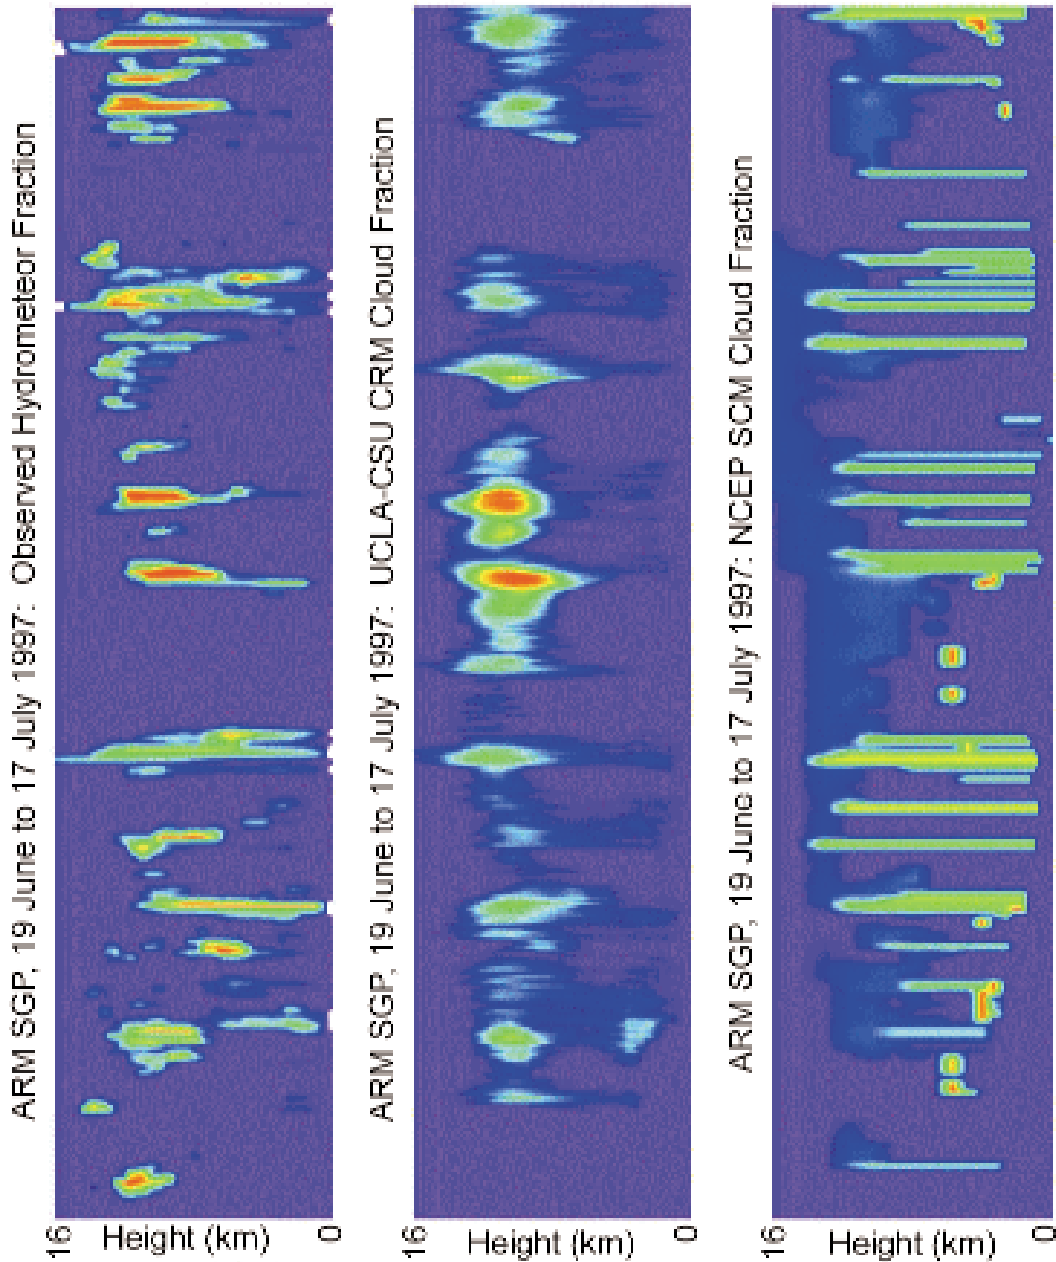 ARM SGP, 19 June to 17 July 1997: Observed Hydrometeor Fraction
16
Height (km)
0
ARM SGP, 19 June to 17 July 1997: UCLA-CSU CRM Cloud Fraction
16
Height (km)
0
ARM SGP, 19 June to 17 July 1997: NCEP SCM Cloud Fraction
16
Height (km)
0